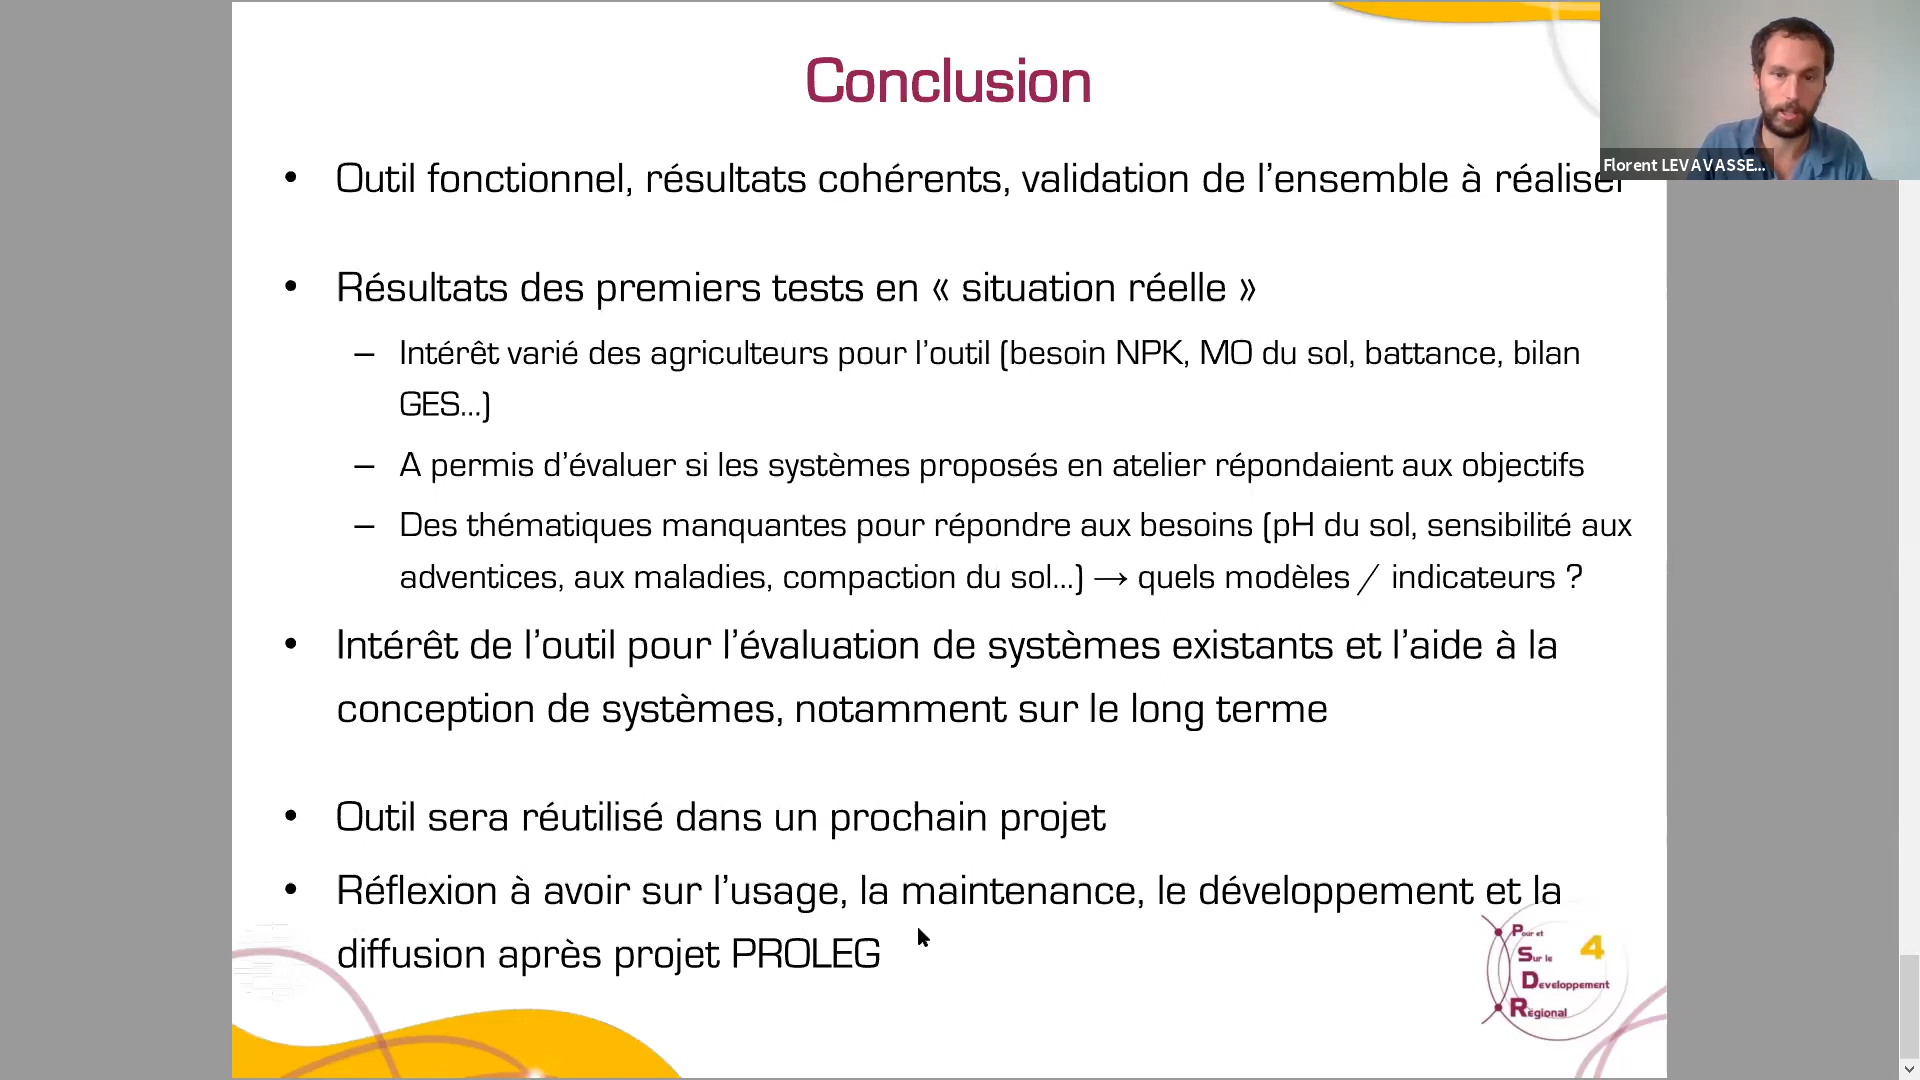 Conclusion
• Outil fonctionnel, résultats cohérents, validation de l'ensemble à réaliser
• Résultats des premiers tests en « situation réelle »
– Intérêt varié des agriculteurs pour l'outil (besoin NPK, MO du sol, battance, bilan
GES...)
– A permis d'évaluer si les systèmes proposés en atelier répondaient aux objectifs
– Des thématiques manquantes pour répondre aux besoins (pH du sol, sensibilité aux
adventices, aux maladies, compaction du sol...) → quels modèles / indicateurs ?
• Intérêt de l'outil pour l'évaluation de systèmes existants et l'aide à la
conception de systèmes, notamment sur le long terme
• Outil sera réutilisé dans un prochain projet
• Réflexion à avoir sur l'usage, la maintenance, le développement et la
diffusion après projet PROLEG
Florent LEVAVASSE...
Pour et
Sur le 4
Developpement
Régional